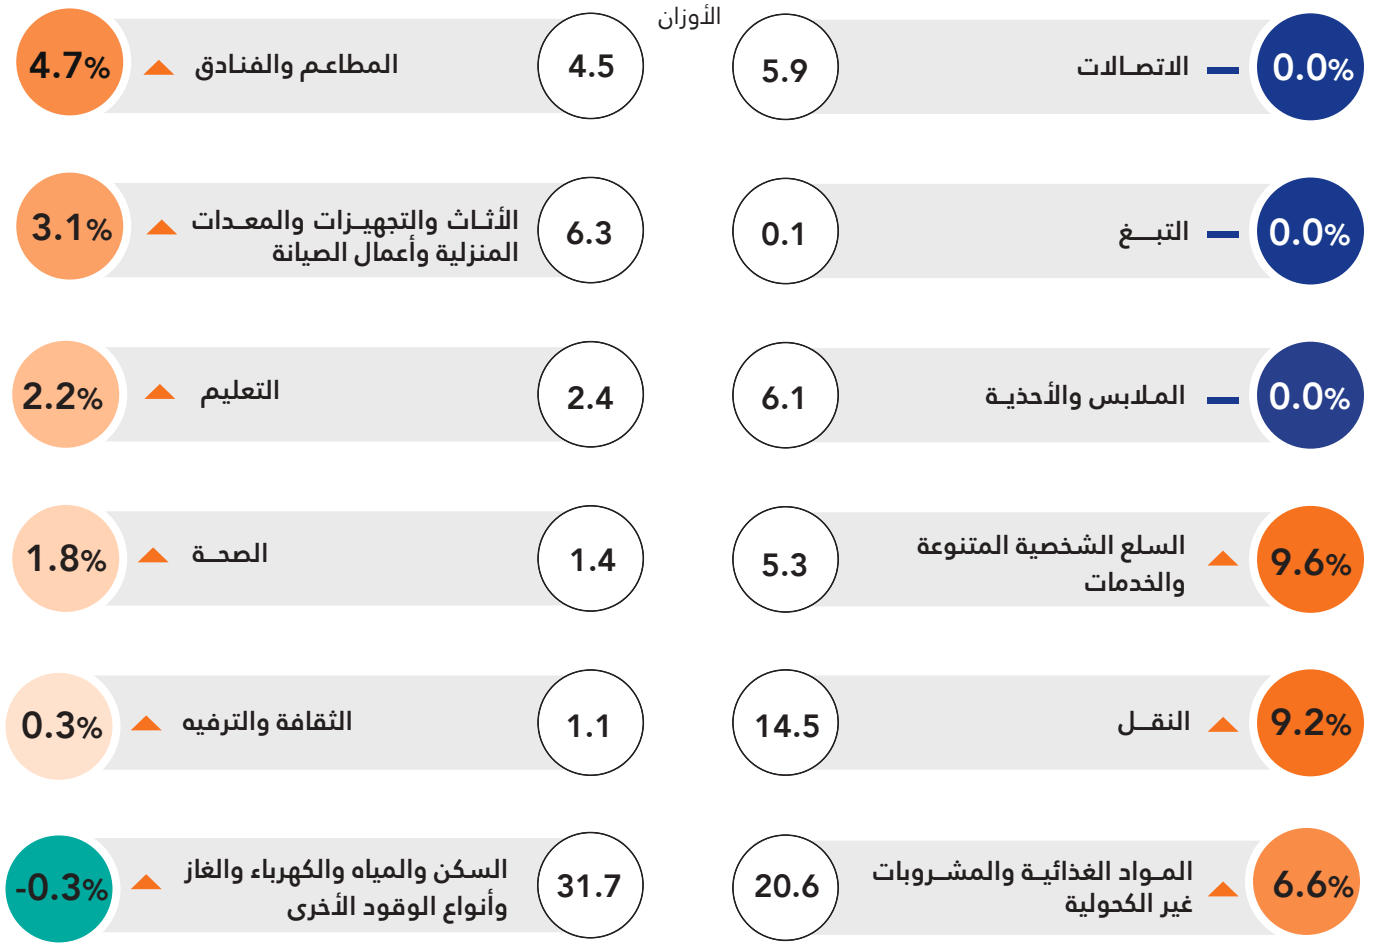 الأوزان
0.0%
الاتصالات
5.9
0.0%
التبغ
0.1
0.0%
الملابس والأحذية
6.1
9.6%
السلع الشخصية المتنوعة
والخدمات
5.3
9.2%
النقل
14.5
6.6%
المواد الغذائية والمشروبات
غير الكحولية
20.6
4.5
المطاعم والفنادق
4.7%
6.3
الأثاث والتجهيزات والمعدات
المنزلية وأعمال الصيانة
3.1%
2.4
التعليم
2.2%
1.4
الصحة
1.8%
1.1
الثقافة والترفيه
0.3%
31.7
السكن والمياه والكهرباء والغاز
وأنواع الوقود الأخرى
-0.3%